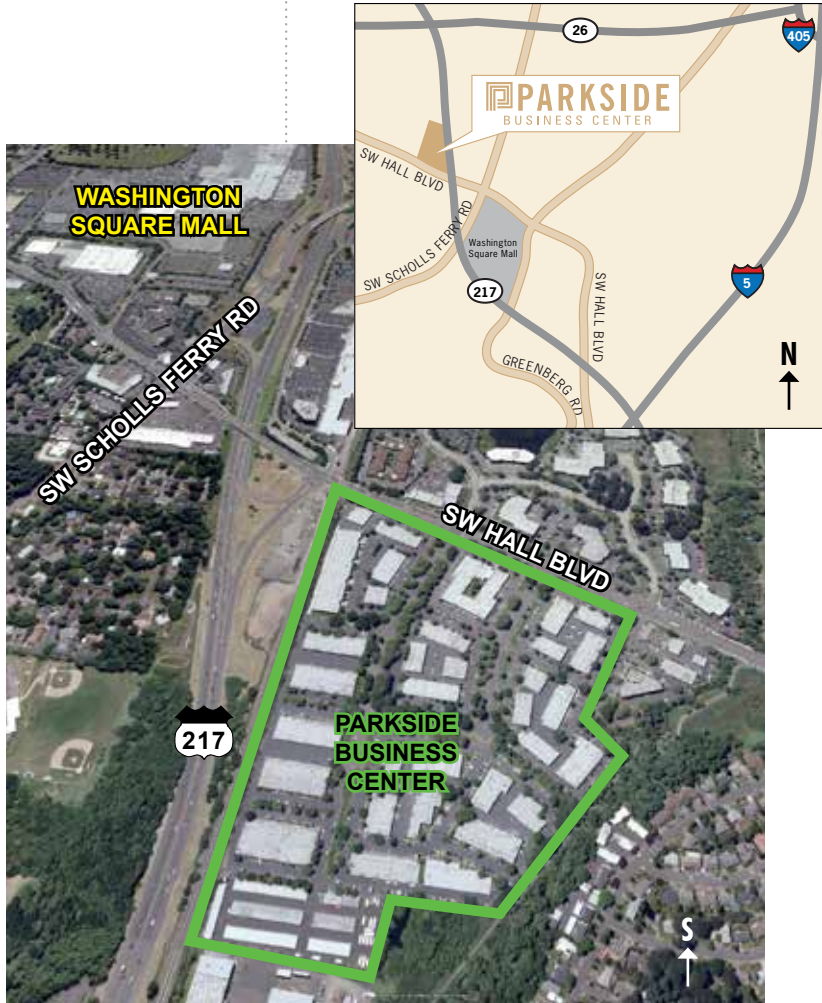 26
405
PARKSIDE
BUSINESS CENTER
SW HALL BLVD
SW SCHOLLS FERRY RD
Washington
Square Mall
217
SW HALL BLVD
5
GREENBERG RD
N
WASHINGTON
SQUARE MALL
SW SCHOLLS FERRY RD
SW HALL BLVD
217
PARKSIDE
BUSINESS
CENTER
S